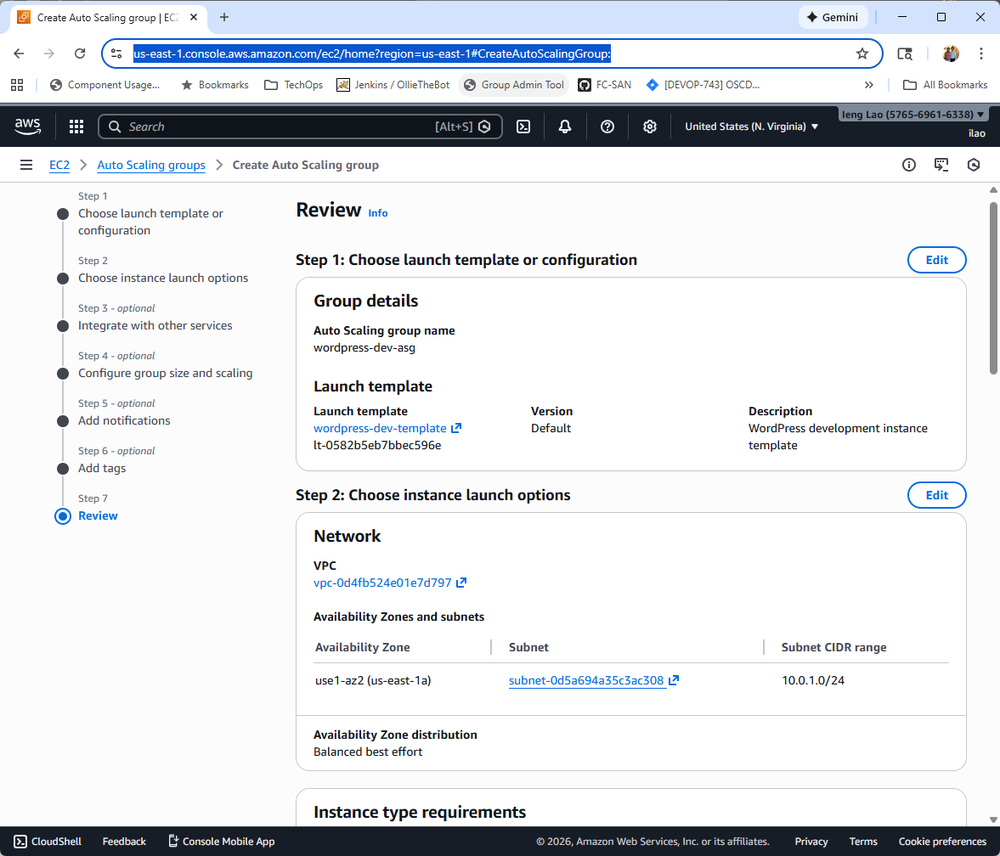 Create Auto Scaling group | EC2
Gemini
us-east-1.console.aws.amazon.com/ec2/home?region=us-east-1#CreateAutoScalingGroup:
Component Usage...
Bookmarks
TechOps
Jenkins / OllieTheBot
Group Admin Tool
FC-SAN
[DEVOP-743] OSCD...
»
All Bookmarks
aws
Search
[Alt+S]
United States (N. Virginia)
Ieng Lao (5765-6961-6338)
ilao
EC2
Auto Scaling groups
Create Auto Scaling group
Step 1
Choose launch template or
configuration
Step 2
Choose instance launch options
Step 3 - optional
Integrate with other services
Step 4 - optional
Configure group size and scaling
Step 5 - optional
Add notifications
Step 6 - optional
Add tags
Step 7
Review
Review Info
Step 1: Choose launch template or configuration
Edit
Group details
Auto Scaling group name
wordpress-dev-asg
Launch template
Launch template
wordpress-dev-template
lt-0582b5eb7bbec596e
Version
Default
Description
WordPress development instance
template
Step 2: Choose instance launch options
Edit
Network
VPC
vpc-0d4fb524e01e7d797
Availability Zones and subnets
Availability Zone
Subnet
Subnet CIDR range
use1-az2 (us-east-1a)
subnet-0d5a694a35c3ac308
10.0.1.0/24
Availability Zone distribution
Balanced best effort
Instance type requirements
CloudShell
Feedback
Console Mobile App
© 2026, Amazon Web Services, Inc. or its affiliates.
Privacy
Terms
Cookie preferences